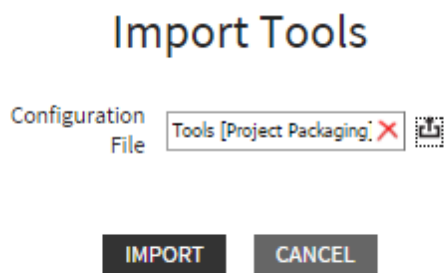 Import Tools
Configuration
File
Tools [Project Packaging]
IMPORT
CANCEL